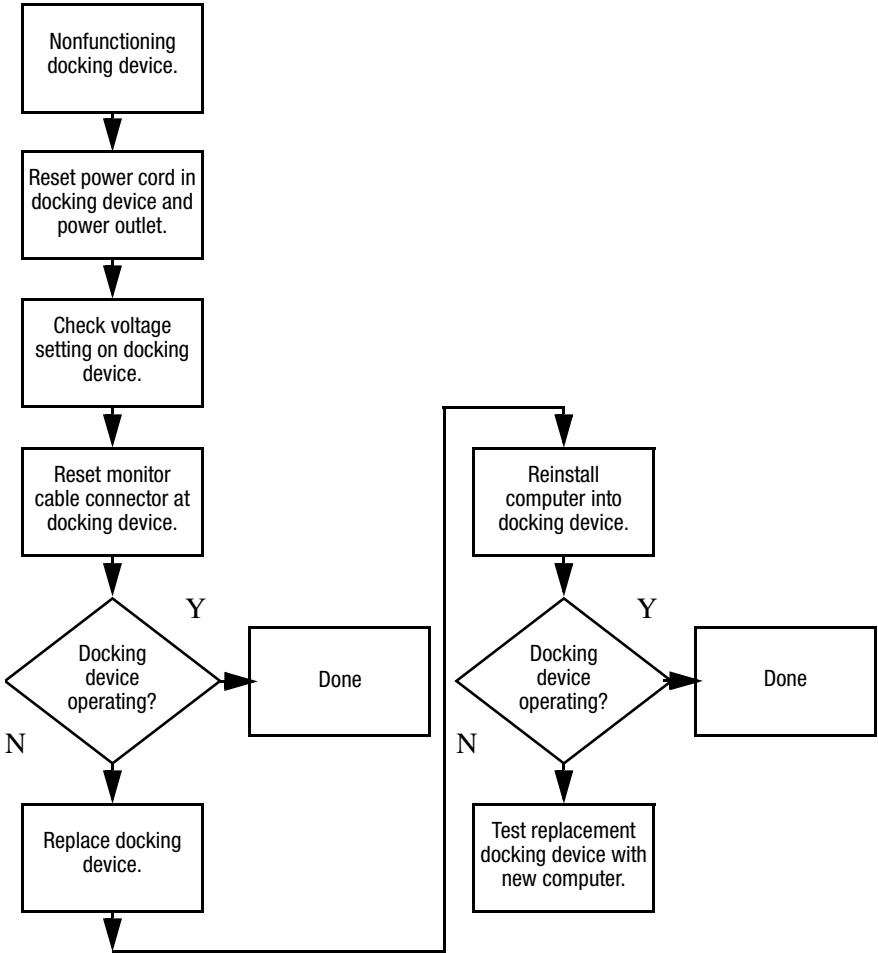 Nonfunctioning
docking device.
Reset power cord in
docking device and
power outlet.
Check voltage
setting on docking
device.
Reset monitor
cable connector at
docking device.
Y
Docking
device
operating?
Done
N
Replace docking
device.
Reinstall
computer into
docking device.
Y
Docking
device
operating?
Done
N
Test replacement
docking device with
new computer.